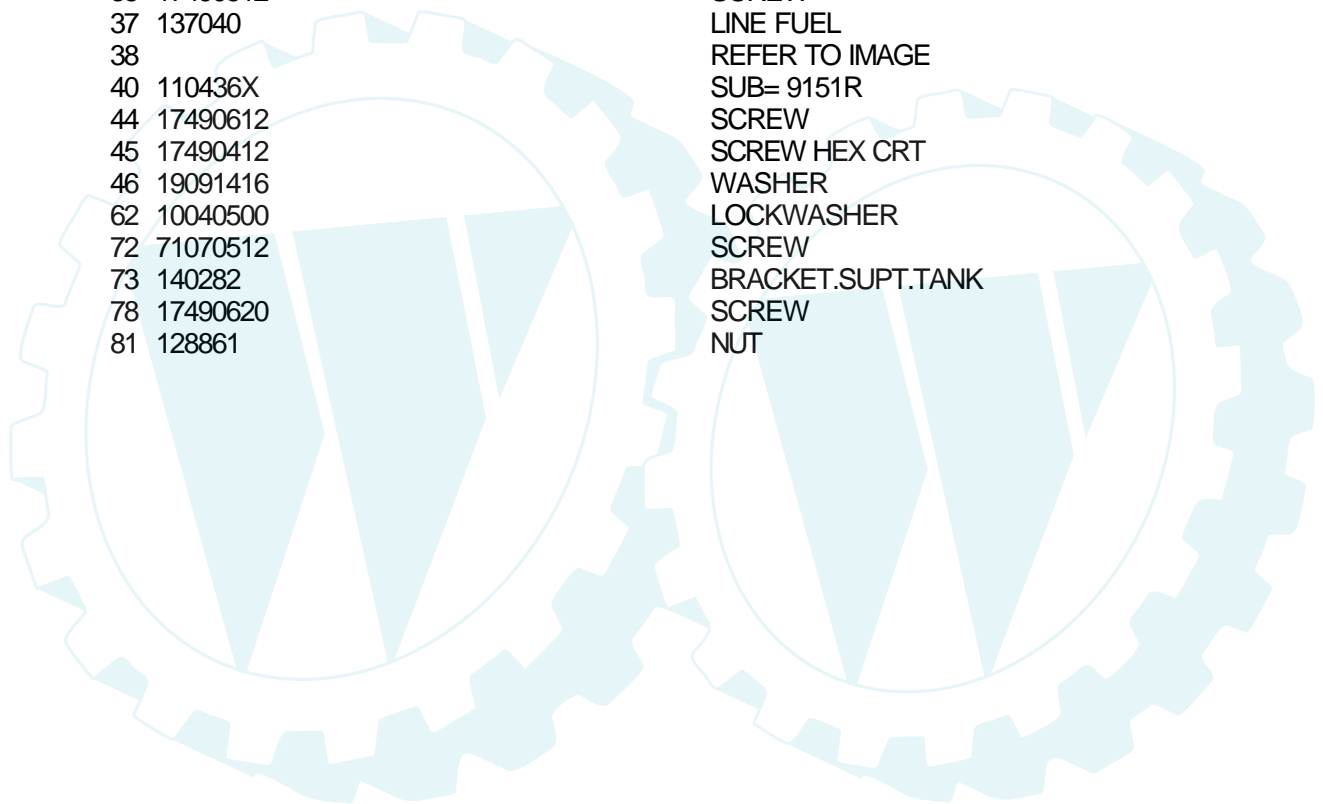 37 137040 LINE FUEL
38 REFER TO IMAGE
40 110436X SUB= 9151R
44 17490612 SCREW
45 17490412 SCREW HEX CRT
46 19091416 WASHER
62 10040500 LOCKWASHER
72 71070512 SCREW
73 140282 BRACKET.SUPT.TANK
78 17490620 SCREW
81 128861 NUT